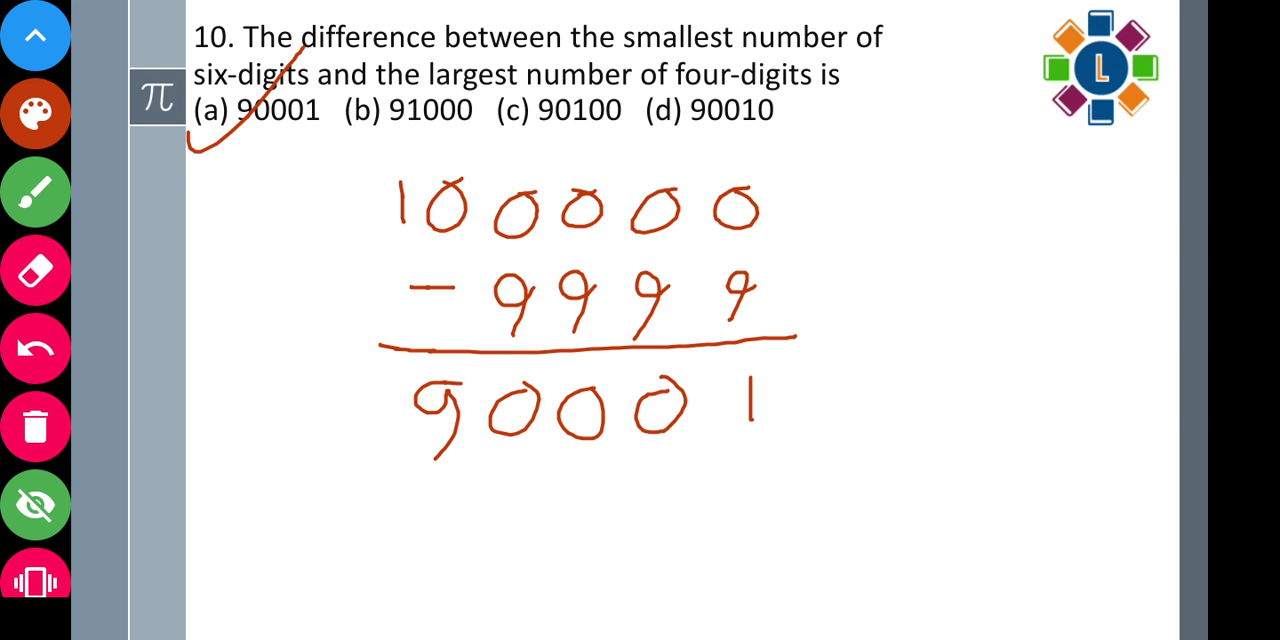 10. The difference between the smallest number of
six-digits and the largest number of four-digits is
(a) 90001 (b) 91000 (c) 90100 (d) 90010
π
L
100000
- 9999
90001